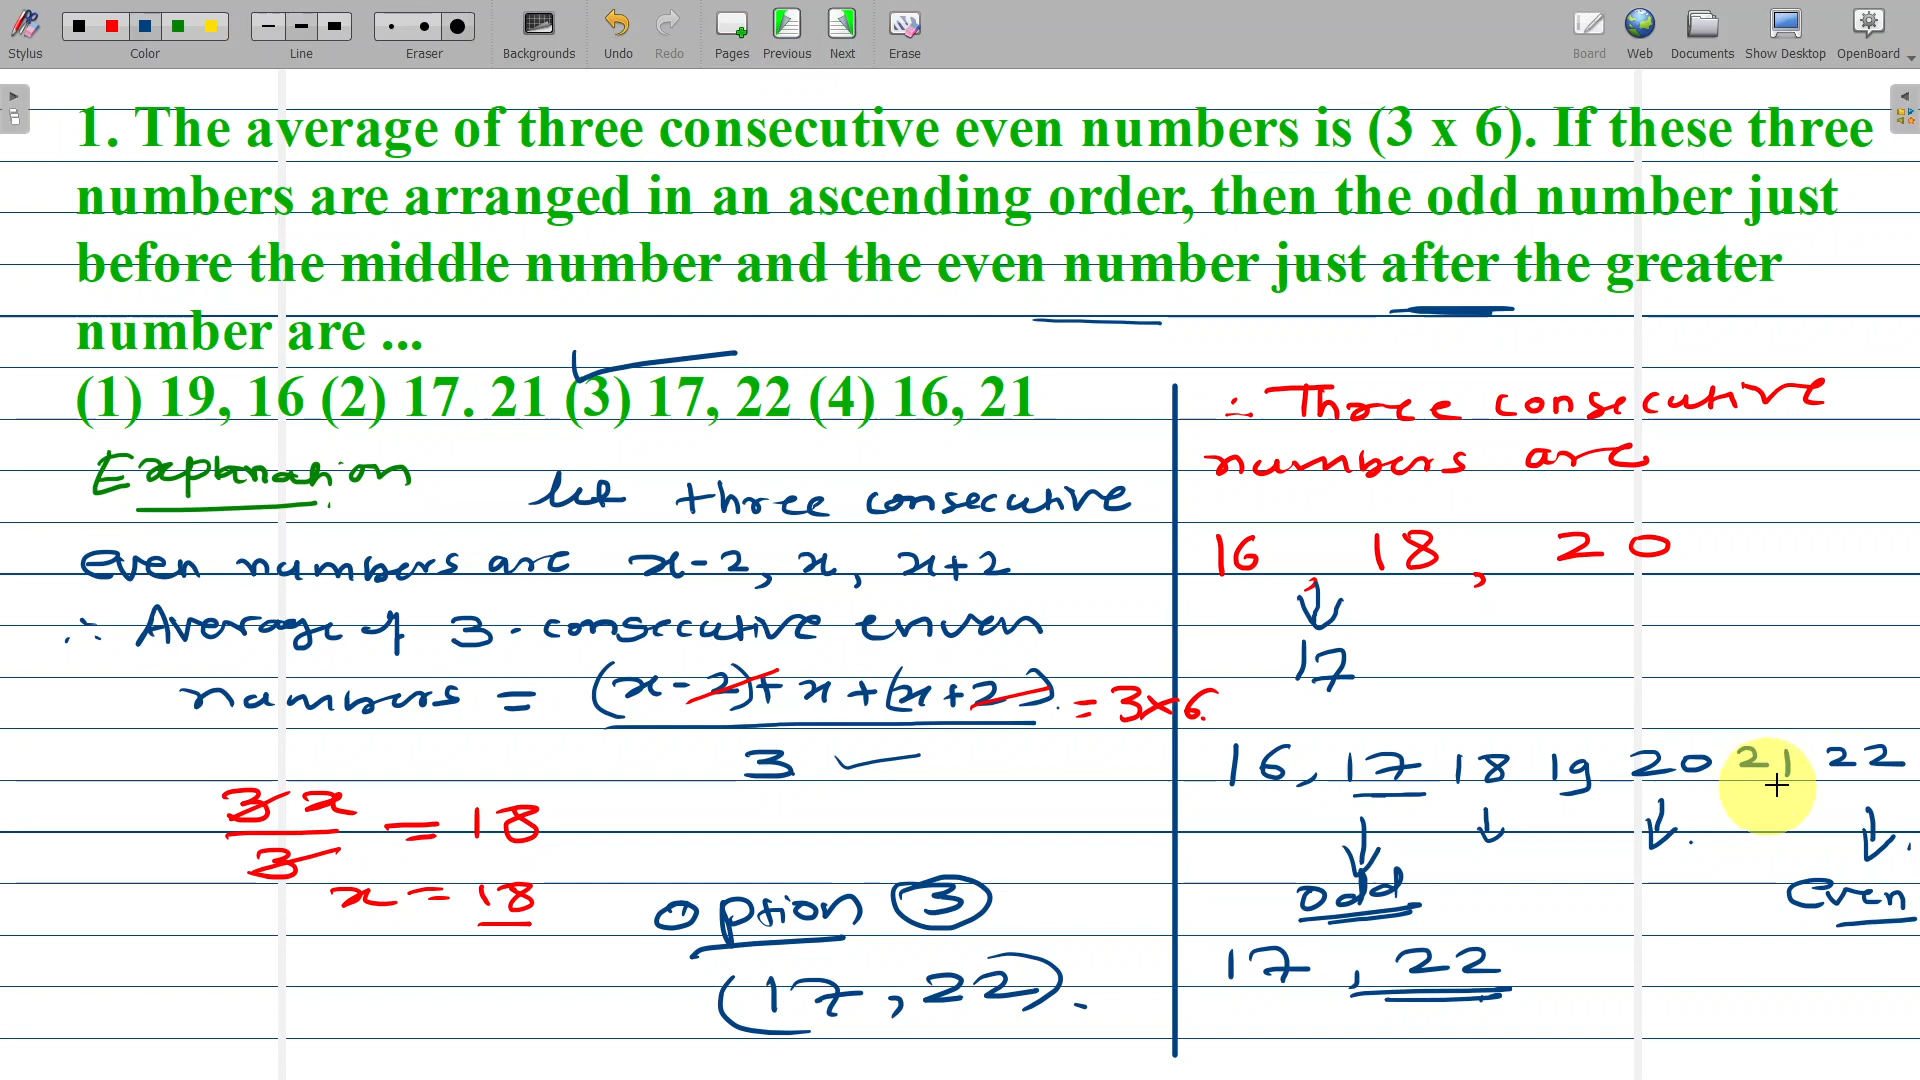 Stylus Color Line Eraser Backgrounds Undo Redo Pages Previous Next Erase Board Web Documents Show Desktop OpenBoard
1. The average of three consecutive even numbers is (3 x 6). If these three
numbers are arranged in an ascending order, then the odd number just
before the middle number and the even number just after the greater
number are ...
(1) 19, 16 (2) 17. 21 (3) 17, 22 (4) 16, 21
Explanation
let three consecutive
even numbers are x-2, x, x+2
∴ Average of 3-consecutive enven
numbers = (x-2)+x+(x+2) = 3×6
3
3x = 18
3
x = 18
option 3
(17, 22).
∴ Three consecutive
numbers are
16, 18, 20
17
16, 17 18 19 20 21 22
odd Even
17, 22